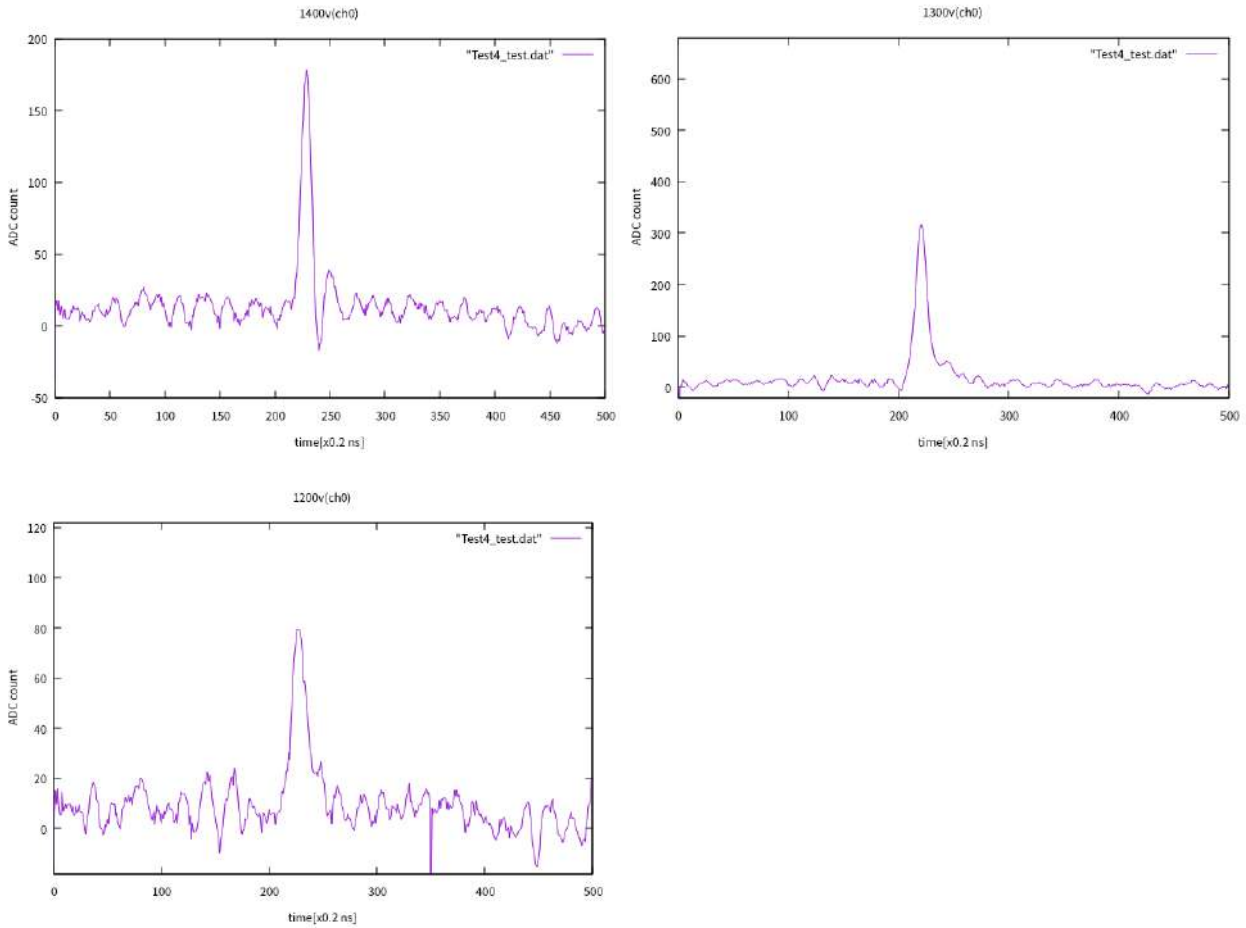 1400v(ch0)
"Test4_test.dat"
200
150
100
50
0
-50
ADC count
0 50 100 150 200 250 300 350 400 450 500
time[x0.2 ns]
1300v(ch0)
"Test4_test.dat"
600
500
400
300
200
100
0
ADC count
0 100 200 300 400 500
time[x0.2 ns]
1200v(ch0)
"Test4_test.dat"
120
100
80
60
40
20
0
ADC count
0 100 200 300 400 500
time[x0.2 ns]